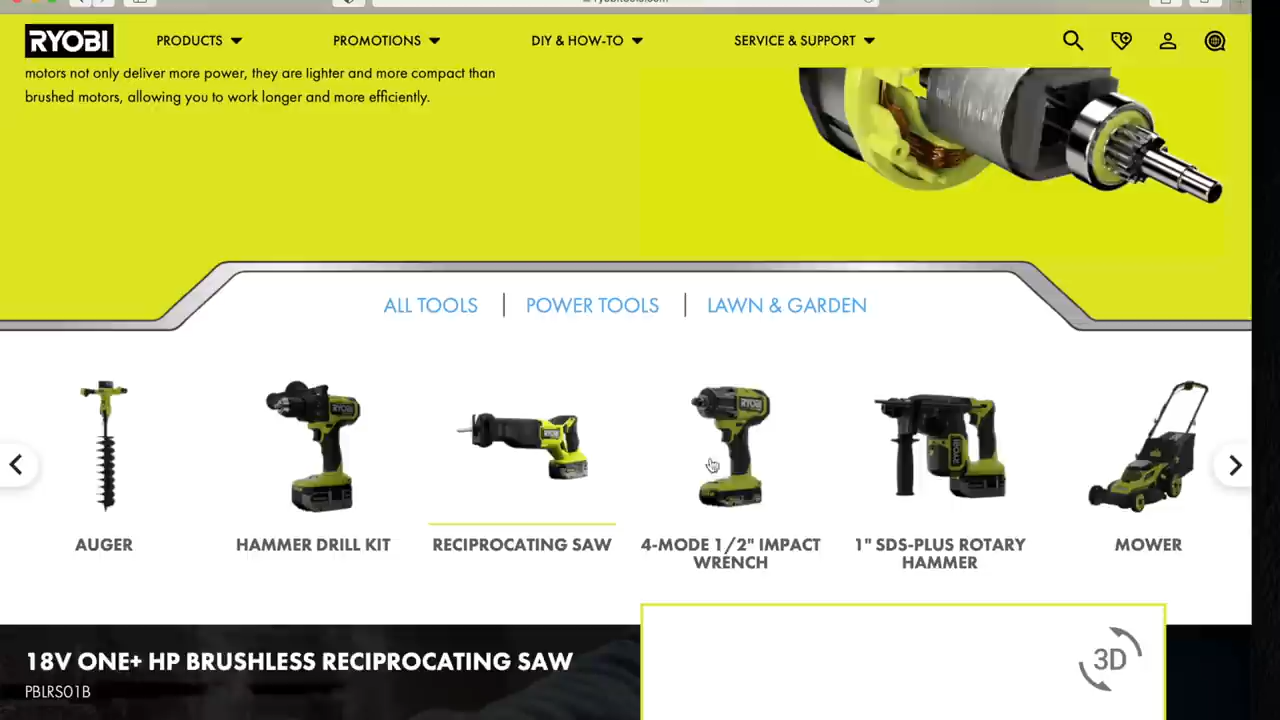 RYOBI
PRODUCTS
PROMOTIONS
DIY & HOW-TO
SERVICE & SUPPORT
motors not only deliver more power, they are lighter and more compact than
brushed motors, allowing you to work longer and more efficiently.
ALL TOOLS
POWER TOOLS
LAWN & GARDEN
AUGER
HAMMER DRILL KIT
RECIPROCATING SAW
4-MODE 1/2" IMPACT
WRENCH
1" SDS-PLUS ROTARY
HAMMER
MOWER
18V ONE+ HP BRUSHLESS RECIPROCATING SAW
PBLRS01B
3D